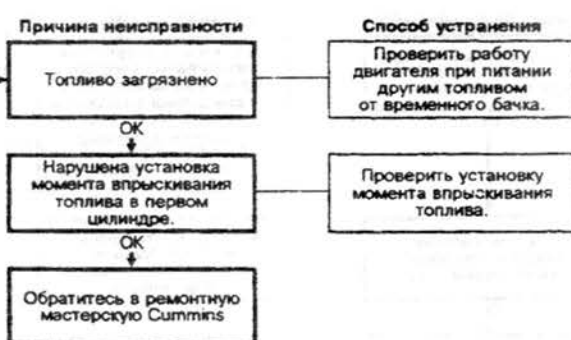 Причина неисправности
Способ устранения
Топливо загрязнено
Проверить работу
двигателя при питании
другим топливом
от временного бачка.
OK
Нарушена установка
момента впрыскивания
топлива в первом
цилиндре.
Проверить установку
момента впрыскивания
топлива.
OK
Обратитесь в ремонтную
мастерскую Cummins